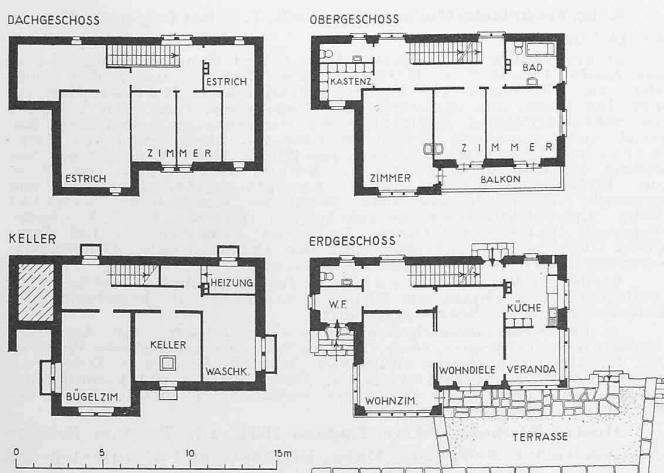 DACHGESCHOSS
ESTRICH
ZIMMER
ESTRICH
OBERGESCHOSS
KASTENZ.
BAD
ZIMMER
ZIMMER
BALKON
KELLER
HEIZUNG
KELLER
WASCHK.
BÜGELZIM.
0 5 10 15m
ERDGESCHOSS
W.F.
KÜCHE
WOHNDIELE
VERANDA
WOHNZIM.
TERRASSE